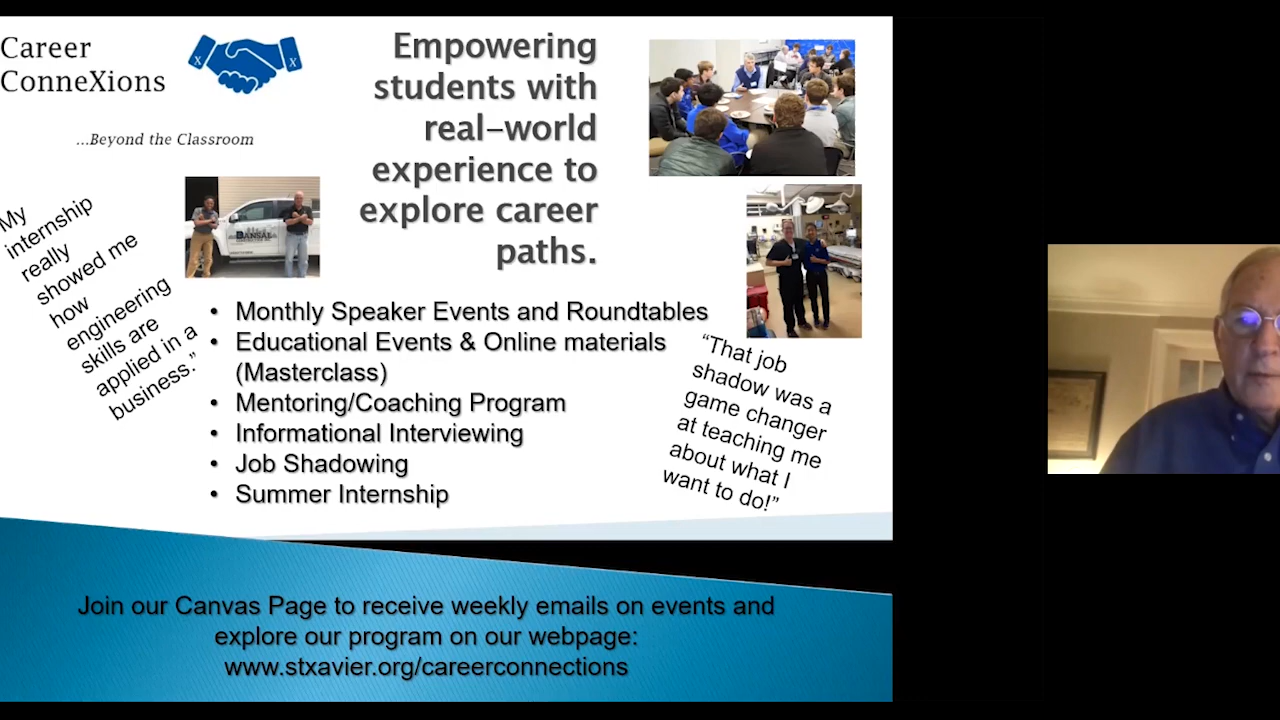 Career
ConneXions
X X
...Beyond the Classroom
Empowering
students with
real-world
experience to
explore career
paths.
My
internship
really
showed me
how
engineering
skills are
applied in a
business."
• Monthly Speaker Events and Roundtables
• Educational Events & Online materials
(Masterclass)
• Mentoring/Coaching Program
• Informational Interviewing
• Job Shadowing
• Summer Internship
“That job
shadow was a
game changer
at teaching me
about what I
want to do!”
Join our Canvas Page to receive weekly emails on events and
explore our program on our webpage:
www.stxavier.org/careerconnections